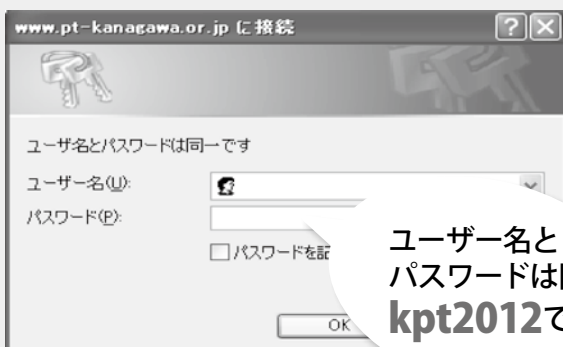 www.pt-kanagawa.or.jp に接続
ユーザ名とパスワードは同一です
ユーザー名(U):
パスワード(P):
パスワードを記
OK
ユーザー名と
パスワードは
kpt2012で